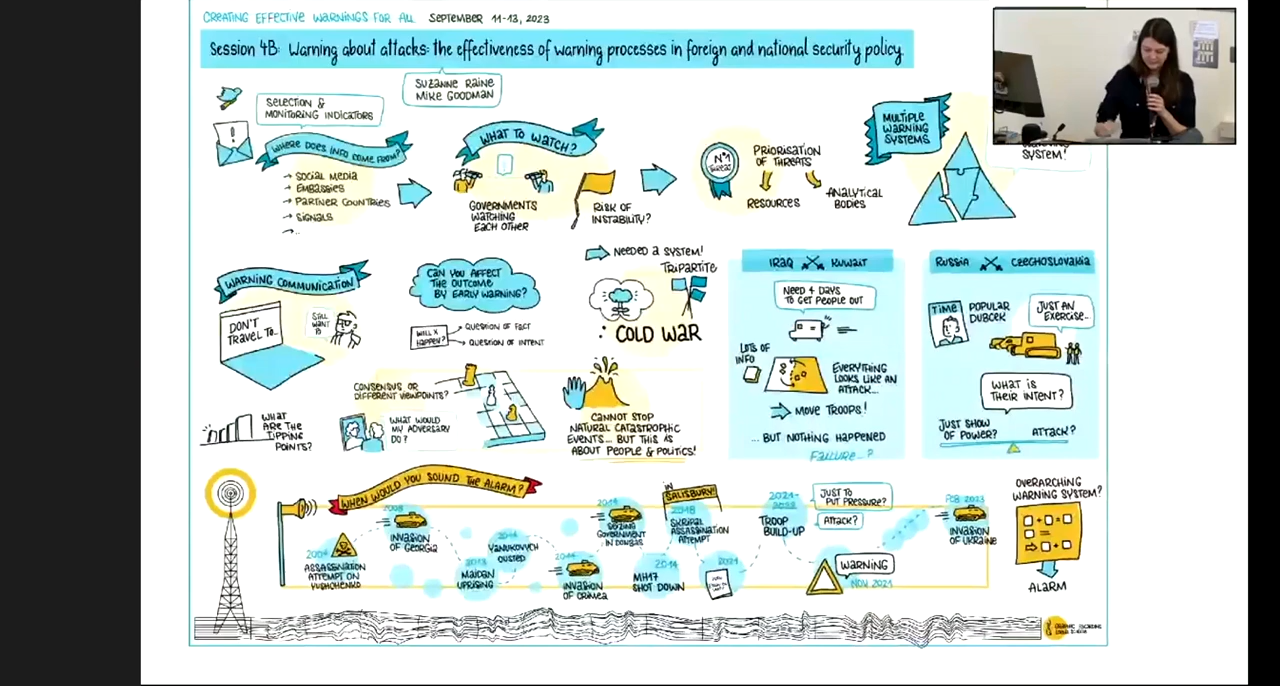 CREATING EFFECTIVE WARNINGS FOR ALL SEPTEMBER 11-13, 2023
Session 4B: Warning about attacks: the effectiveness of warning processes in foreign and national security policy.
SUZANNE RAINE
MIKE GOODMAN
SELECTION &
MONITORING INDICATORS
WHERE DOES INFO COME FROM?
→ SOCIAL MEDIA
→ EMBASSIES
→ PARTNER COUNTRIES
→ SIGNALS
WHAT TO WATCH?
GOVERNMENTS
WATCHING
EACH OTHER
RISK OF
INSTABILITY?
N°1
THREAT
PRIORISATION
OF THREATS
RESOURCES
ANALYTICAL
BODIES
MULTIPLE
WARNING
SYSTEMS
SYSTEM!
WARNING COMMUNICATION
DON'T
TRAVEL TO...
STILL
WANT
TO
CAN YOU AFFECT
THE OUTCOME
BY EARLY WARNING?
WILL X
HAPPEN?
QUESTION OF FACT
QUESTION OF INTENT
NEEDED A SYSTEM!
TRIPARTITE
: COLD WAR
WHAT
ARE THE
TIPPING
POINTS?
CONSENSUS OR
DIFFERENT VIEWPOINTS?
WHAT WOULD
MY ADVERSARY
DO?
CANNOT STOP
NATURAL CATASTROPHIC
EVENTS... BUT THIS IS
ABOUT PEOPLE & POLITICS!
IRAQ KUWAIT
NEED 4 DAYS
TO GET PEOPLE OUT
LOTS OF
INFO
EVERYTHING
LOOKS LIKE AN
ATTACK...
MOVE TROOPS!
...BUT NOTHING HAPPENED
FAILURE...?
RUSSIA CZECHOSLOVAKIA
TIME
POPULAR
DUBCEK
JUST AN
EXERCISE...
WHAT IS
THEIR INTENT?
JUST SHOW
OF POWER?
ATTACK?
WHEN WOULD YOU SOUND THE ALARM?
2004
ASSASSINATION
ATTEMPT ON
YUSHCHENKO
2008
INVASION
OF GEORGIA
2013
MAIDAN
UPRISING
2014
YANUKOVYCH
OUSTED
2014
INVASION
OF CRIMEA
2014
SEIZING
GOVERNMENT
IN DONBAS
2014
MH17
SHOT DOWN
IN
SALISBURY!
2018
SKRIPAL
ASSASSINATION
ATTEMPT
2021
2021-
2022
TROOP
BUILD-UP
JUST TO
PUT PRESSURE?
ATTACK?
WARNING
NOV 2021
FEB 2023
INVASION
OF UKRAINE
OVERARCHING
WARNING SYSTEM?
ALARM
GRAPHIC RECORDING